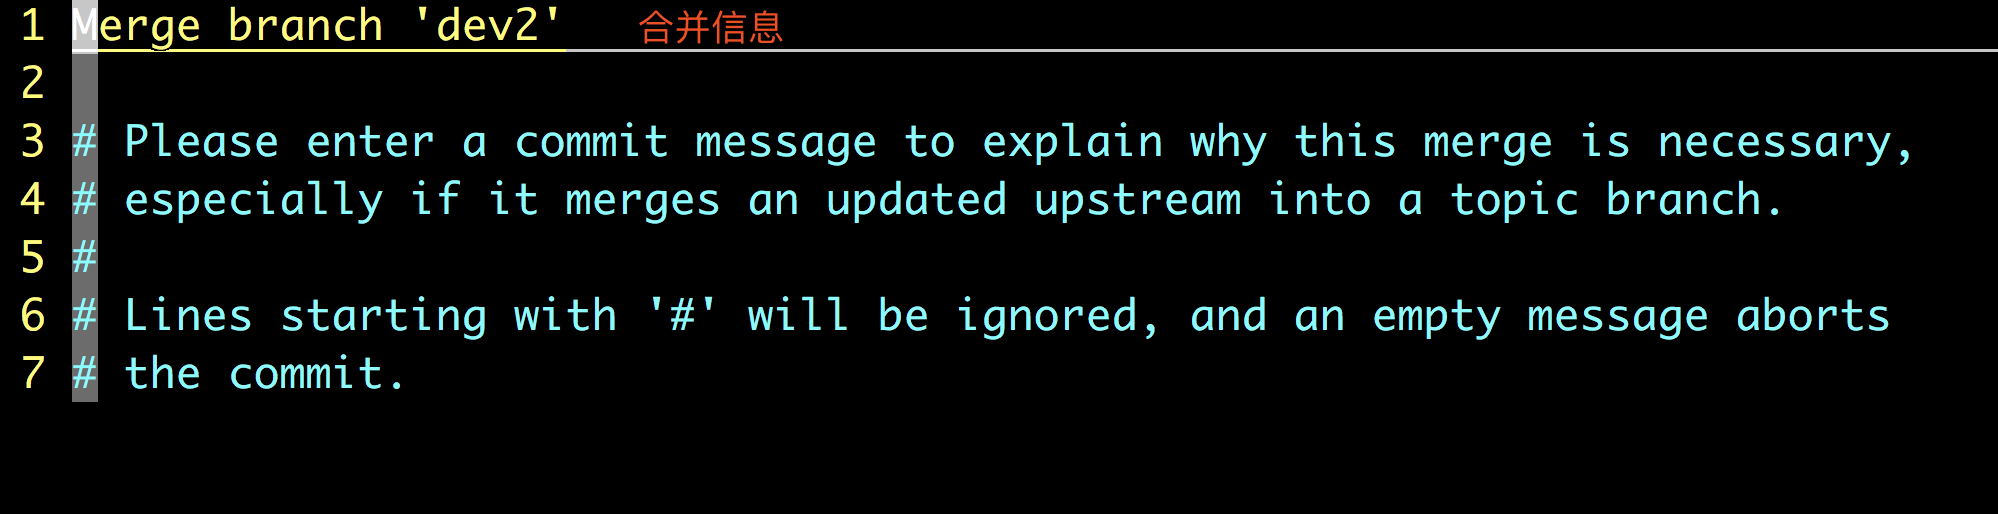 1 Merge branch 'dev2' 合并信息
2
3 # Please enter a commit message to explain why this merge is necessary,
4 # especially if it merges an updated upstream into a topic branch.
5 #
6 # Lines starting with '#' will be ignored, and an empty message aborts
7 # the commit.